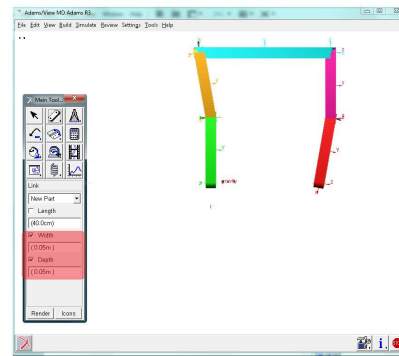 Adams/View MD Adams R3
File Edit View Build Simulate Review Settings Tools Help
Main Tool...
Link
New Part
Length
(40.0cm)
Width
(0.05m)
Depth
(0.05m)
Render Icons
gravity